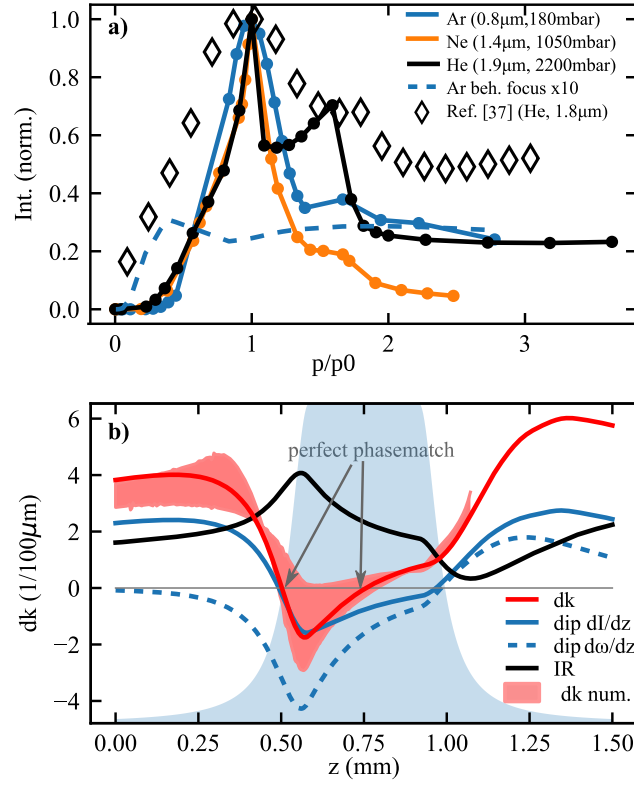 a)
Ar (0.8μm,180mbar)
Ne (1.4μm, 1050mbar)
He (1.9μm, 2200mbar)
Ar beh. focus x10
Ref. [37] (He, 1.8μm)
Int. (norm.)
1.0
0.8
0.6
0.4
0.2
0.0
0 1 2 3
p/p0
b)
perfect phasematch
dk (1/100μm)
6
4
2
0
−2
−4
dk
dip dI/dz
dip dω/dz
IR
dk num.
0.00 0.25 0.50 0.75 1.00 1.25 1.50
z (mm)